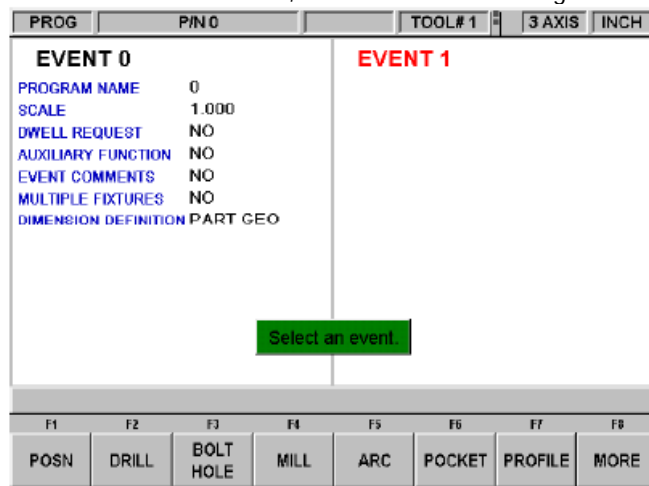 PROG P/N 0 TOOL# 1 3 AXIS INCH
EVENT 0
EVENT 1
PROGRAM NAME 0
SCALE 1.000
DWELL REQUEST NO
AUXILIARY FUNCTION NO
EVENT COMMENTS NO
MULTIPLE FIXTURES NO
DIMENSION DEFINITION PART GEO
Select an event.
F1 F2 F3 F4 F5 F6 F7 F8
POSN DRILL BOLT HOLE MILL ARC POCKET PROFILE MORE